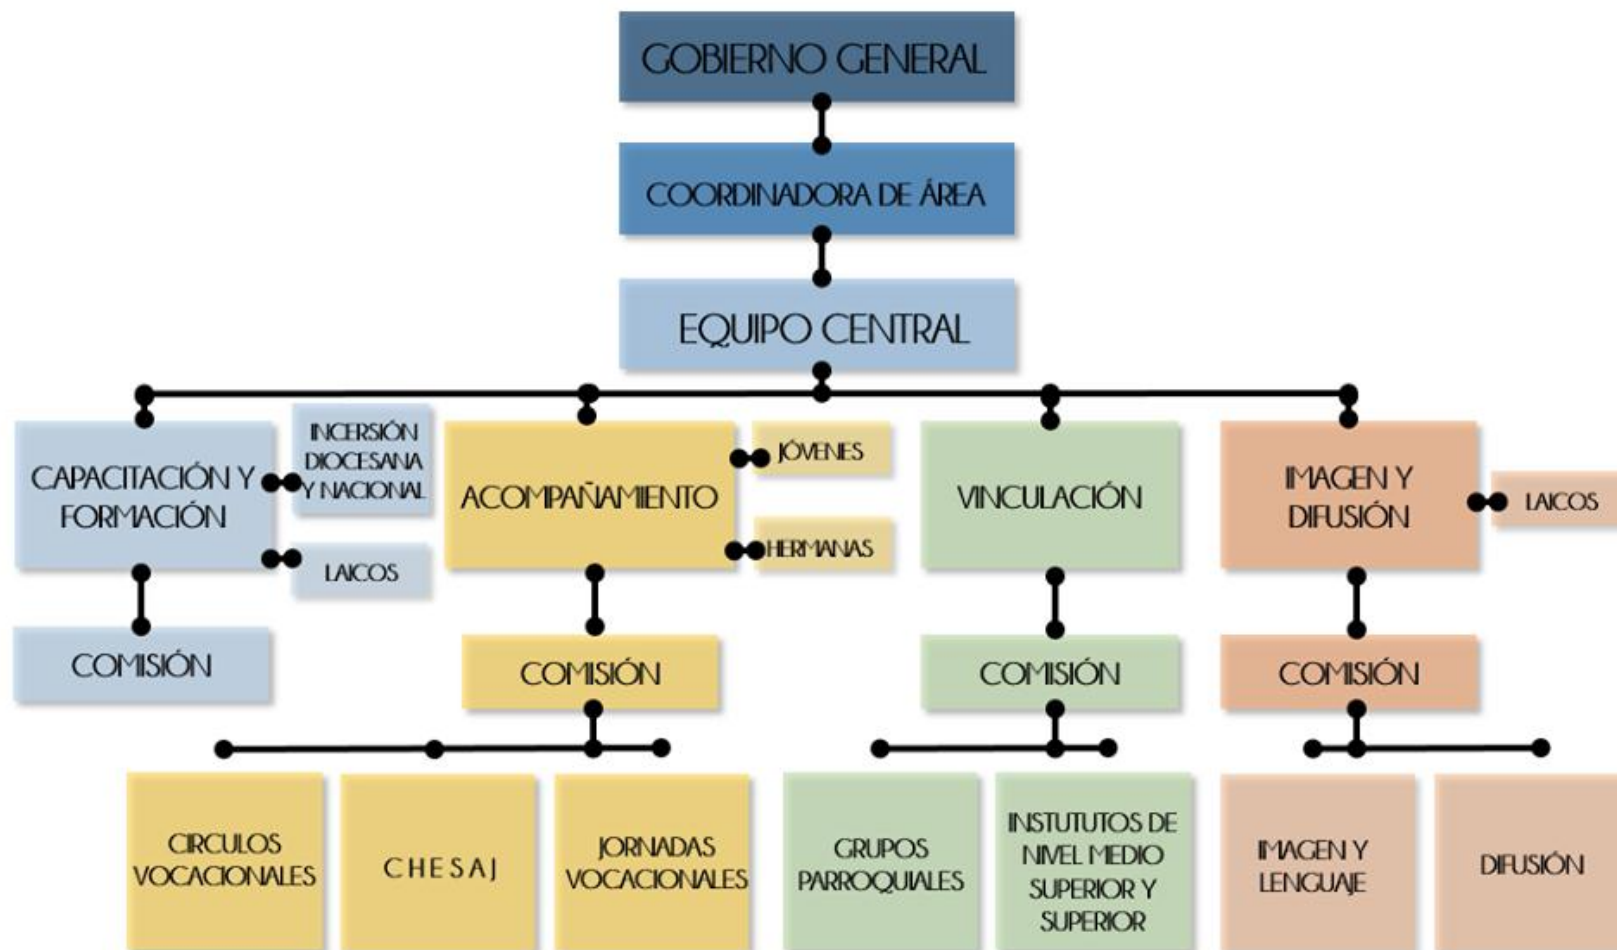 GOBIERNO GENERAL
COORDINADORA DE ÁREA
EQUIPO CENTRAL
CAPACITACIÓN Y
FORMACIÓN
INCERSIÓN
DIOCESANA
Y NACIONAL
LAICOS
COMISIÓN
ACOMPAÑAMIENTO
JÓVENES
HERMANAS
COMISIÓN
CIRCULOS
VOCACIONALES
CHESAJ
JORNADAS
VOCACIONALES
VINCULACIÓN
COMISIÓN
GRUPOS
PARROQUIALES
INSTUTUTOS DE
NIVEL MEDIO
SUPERIOR Y
SUPERIOR
IMAGEN Y
DIFUSIÓN
LAICOS
COMISIÓN
IMAGEN Y
LENGUAJE
DIFUSIÓN